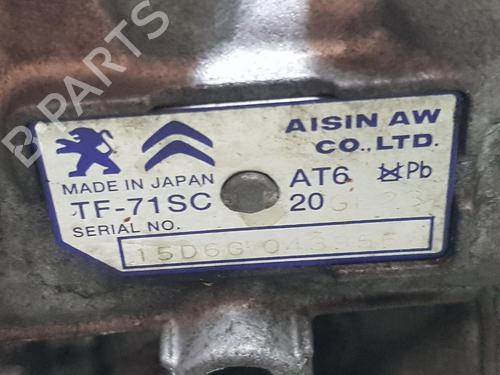 B PARTS
AISIN AW
CO., LTD.
MADE IN JAPAN
AT6 Pb
TF-71SC
20
SERIAL NO.